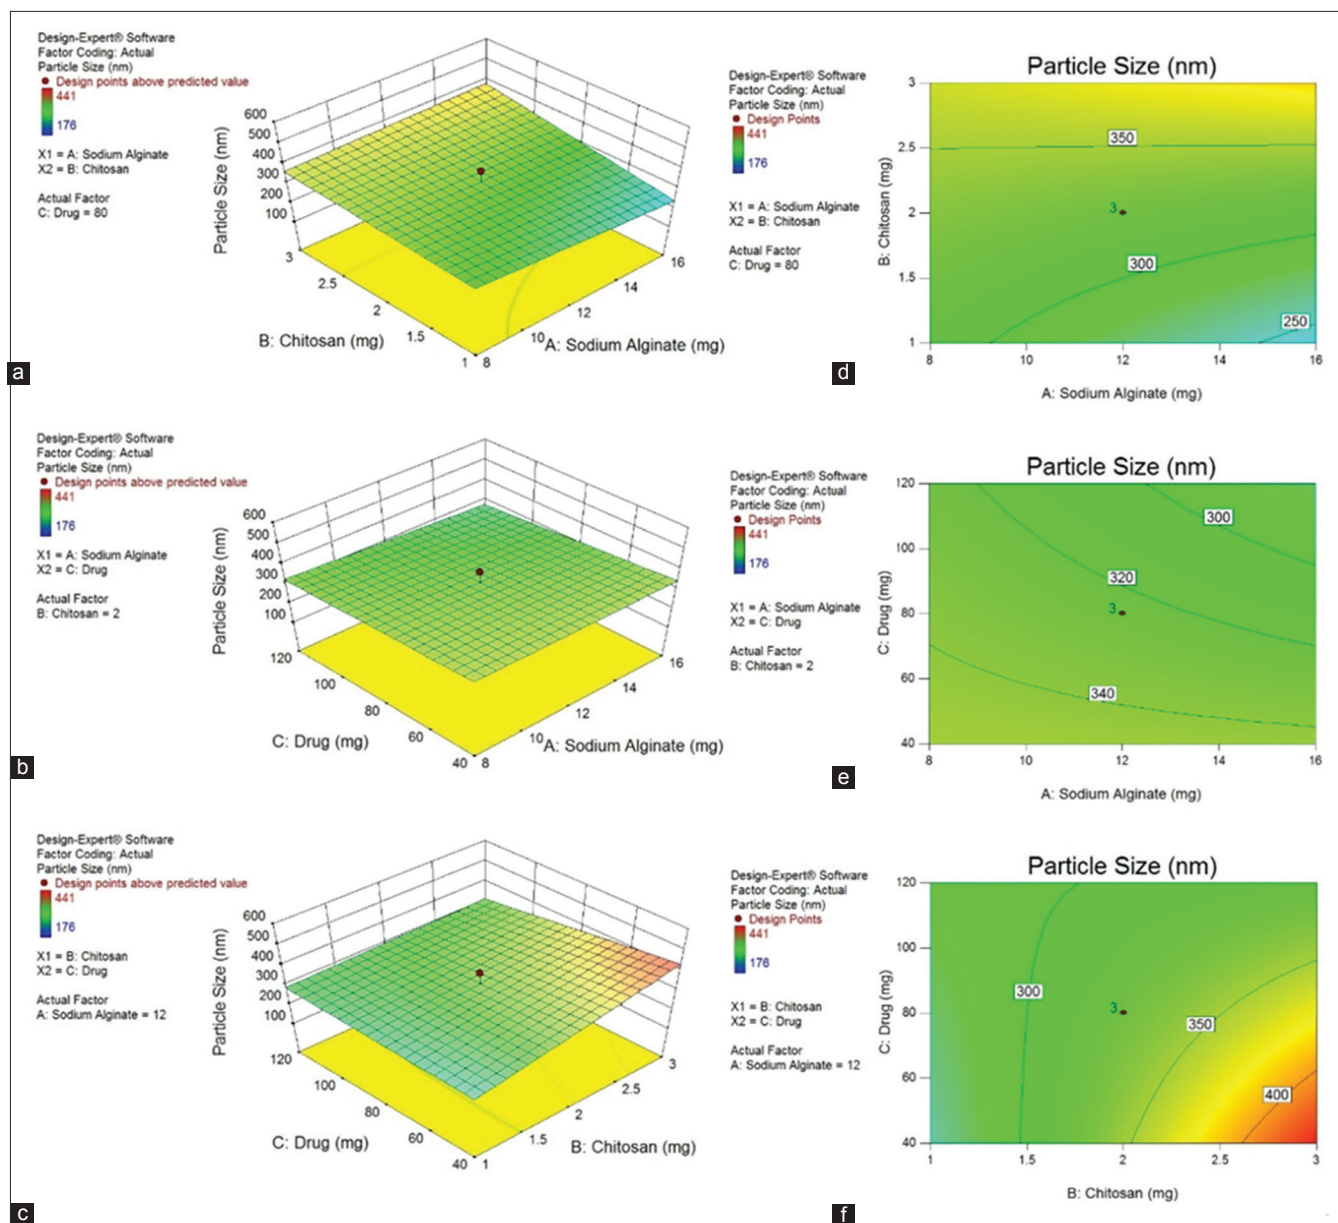 Design-Expert® Software
Factor Coding: Actual
Particle Size (nm)
Design points above predicted value
441
176
X1 = A: Sodium Alginate
X2 = B: Chitosan
Actual Factor
C: Drug = 80
Particle Size (nm)
600
500
400
300
200
100
3
2.5
2
1.5
1
8
10
12
14
16
B: Chitosan (mg)
A: Sodium Alginate (mg)
a
Design-Expert® Software
Factor Coding: Actual
Particle Size (nm)
Design Points
441
176
X1 = A: Sodium Alginate
X2 = B: Chitosan
Actual Factor
C: Drug = 80
Particle Size (nm)
B: Chitosan (mg)
3
2.5
2
1.5
1
350
3
300
250
8
10
12
14
16
A: Sodium Alginate (mg)
d
Design-Expert® Software
Factor Coding: Actual
Particle Size (nm)
Design points above predicted value
441
176
X1 = A: Sodium Alginate
X2 = C: Drug
Actual Factor
B: Chitosan = 2
Particle Size (nm)
600
500
400
300
200
100
120
100
80
60
40
8
10
12
14
16
C: Drug (mg)
A: Sodium Alginate (mg)
b
Design-Expert® Software
Factor Coding: Actual
Particle Size (nm)
Design Points
441
176
X1 = A: Sodium Alginate
X2 = C: Drug
Actual Factor
B: Chitosan = 2
Particle Size (nm)
C: Drug (mg)
120
100
80
60
40
300
320
3
340
8
10
12
14
16
A: Sodium Alginate (mg)
e
Design-Expert® Software
Factor Coding: Actual
Particle Size (nm)
Design points above predicted value
441
176
X1 = B: Chitosan
X2 = C: Drug
Actual Factor
A: Sodium Alginate = 12
Particle Size (nm)
600
500
400
300
200
100
120
100
80
60
40
1
1.5
2
2.5
3
C: Drug (mg)
B: Chitosan (mg)
c
Design-Expert® Software
Factor Coding: Actual
Particle Size (nm)
Design Points
441
176
X1 = B: Chitosan
X2 = C: Drug
Actual Factor
A: Sodium Alginate = 12
Particle Size (nm)
C: Drug (mg)
120
100
80
60
40
300
3
350
400
1
1.5
2
2.5
3
B: Chitosan (mg)
f